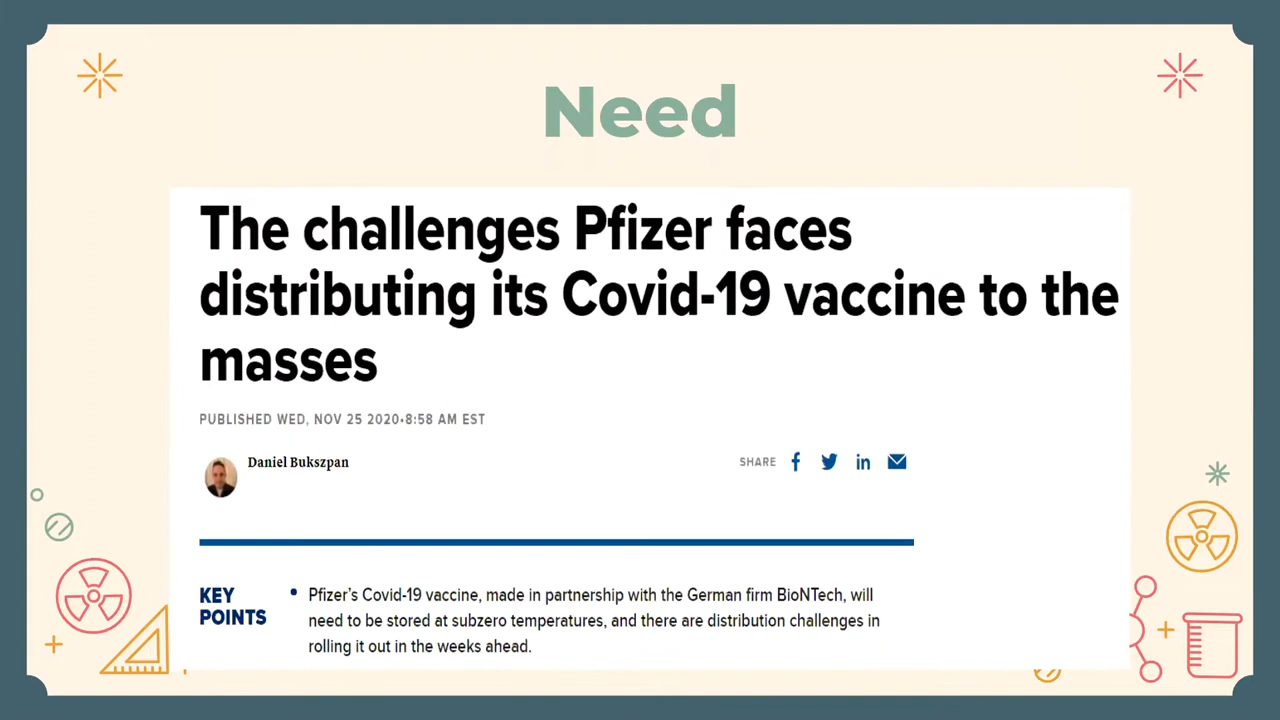 Need
The challenges Pfizer faces
distributing its Covid-19 vaccine to the
masses
PUBLISHED WED, NOV 25 2020•8:58 AM EST
Daniel Bukszpan
SHARE
KEY
POINTS
• Pfizer's Covid-19 vaccine, made in partnership with the German firm BioNTech, will
need to be stored at subzero temperatures, and there are distribution challenges in
rolling it out in the weeks ahead.